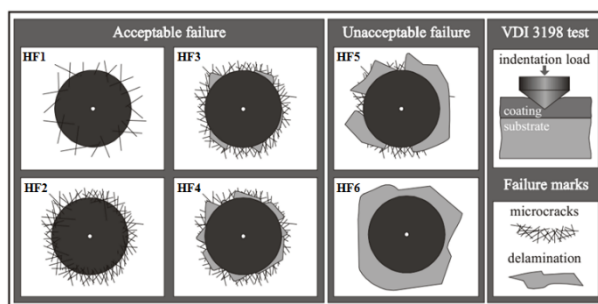 Acceptable failure
Unacceptable failure
VDI 3198 test
HF1
HF3
HF5
indentation load
coating
substrate
HF2
HF4
HF6
Failure marks
microcracks
delamination